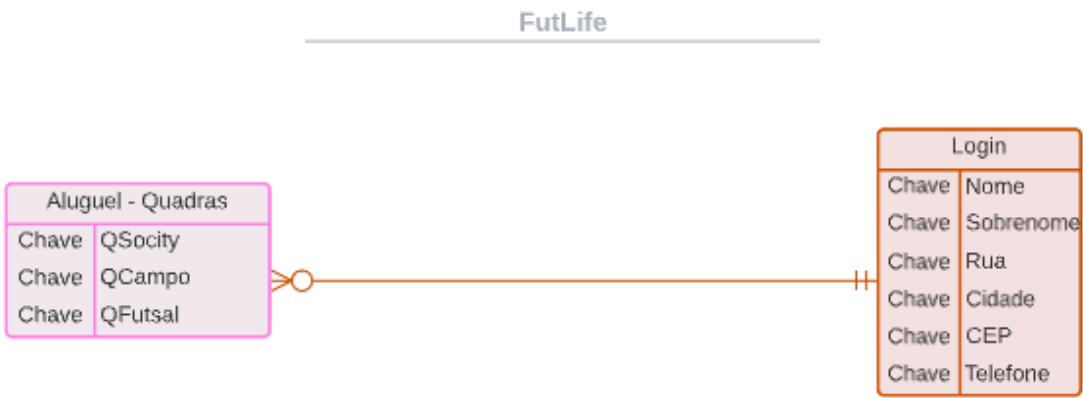 FutLife
Aluguel - Quadras
Chave QSocity
Chave QCampo
Chave QFutsal
Login
Chave Nome
Chave Sobrenome
Chave Rua
Chave Cidade
Chave CEP
Chave Telefone